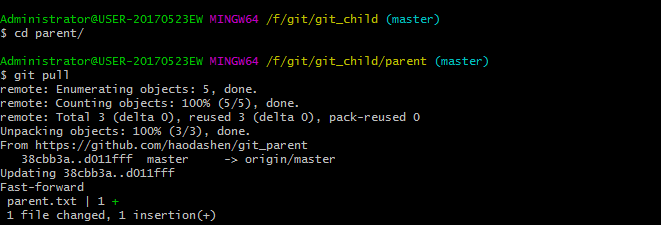 Administrator@USER-20170523EW MINGW64 /f/git/git_child (master)
$ cd parent/
Administrator@USER-20170523EW MINGW64 /f/git/git_child/parent (master)
$ git pull
remote: Enumerating objects: 5, done.
remote: Counting objects: 100% (5/5), done.
remote: Total 3 (delta 0), reused 3 (delta 0), pack-reused 0
Unpacking objects: 100% (3/3), done.
From https://github.com/haodashen/git_parent
   38cbb3a..d011fff  master     -> origin/master
Updating 38cbb3a..d011fff
Fast-forward
 parent.txt | 1 +
 1 file changed, 1 insertion(+)